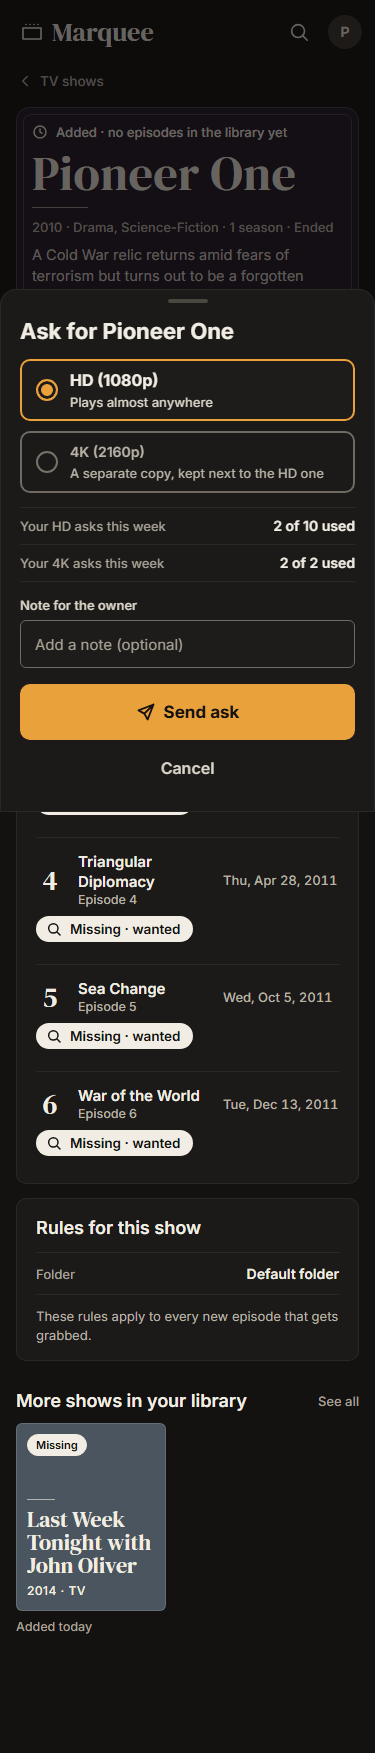 Marquee
P
TV shows
Added · no episodes in the library yet
Pioneer One
2010 · Drama, Science-Fiction · 1 season · Ended
A Cold War relic returns amid fears of
terrorism but turns out to be a forgotten
Ask for Pioneer One
HD (1080p)
Plays almost anywhere
4K (2160p)
A separate copy, kept next to the HD one
Your HD asks this week 2 of 10 used
Your 4K asks this week 2 of 2 used
Note for the owner
Add a note (optional)
Send ask
Cancel
4 Triangular Diplomacy Thu, Apr 28, 2011
Episode 4
Missing · wanted
5 Sea Change Wed, Oct 5, 2011
Episode 5
Missing · wanted
6 War of the World Tue, Dec 13, 2011
Episode 6
Missing · wanted
Rules for this show
Folder Default folder
These rules apply to every new episode that gets
grabbed.
More shows in your library See all
Missing
Last Week
Tonight with
John Oliver
2014 · TV
Added today